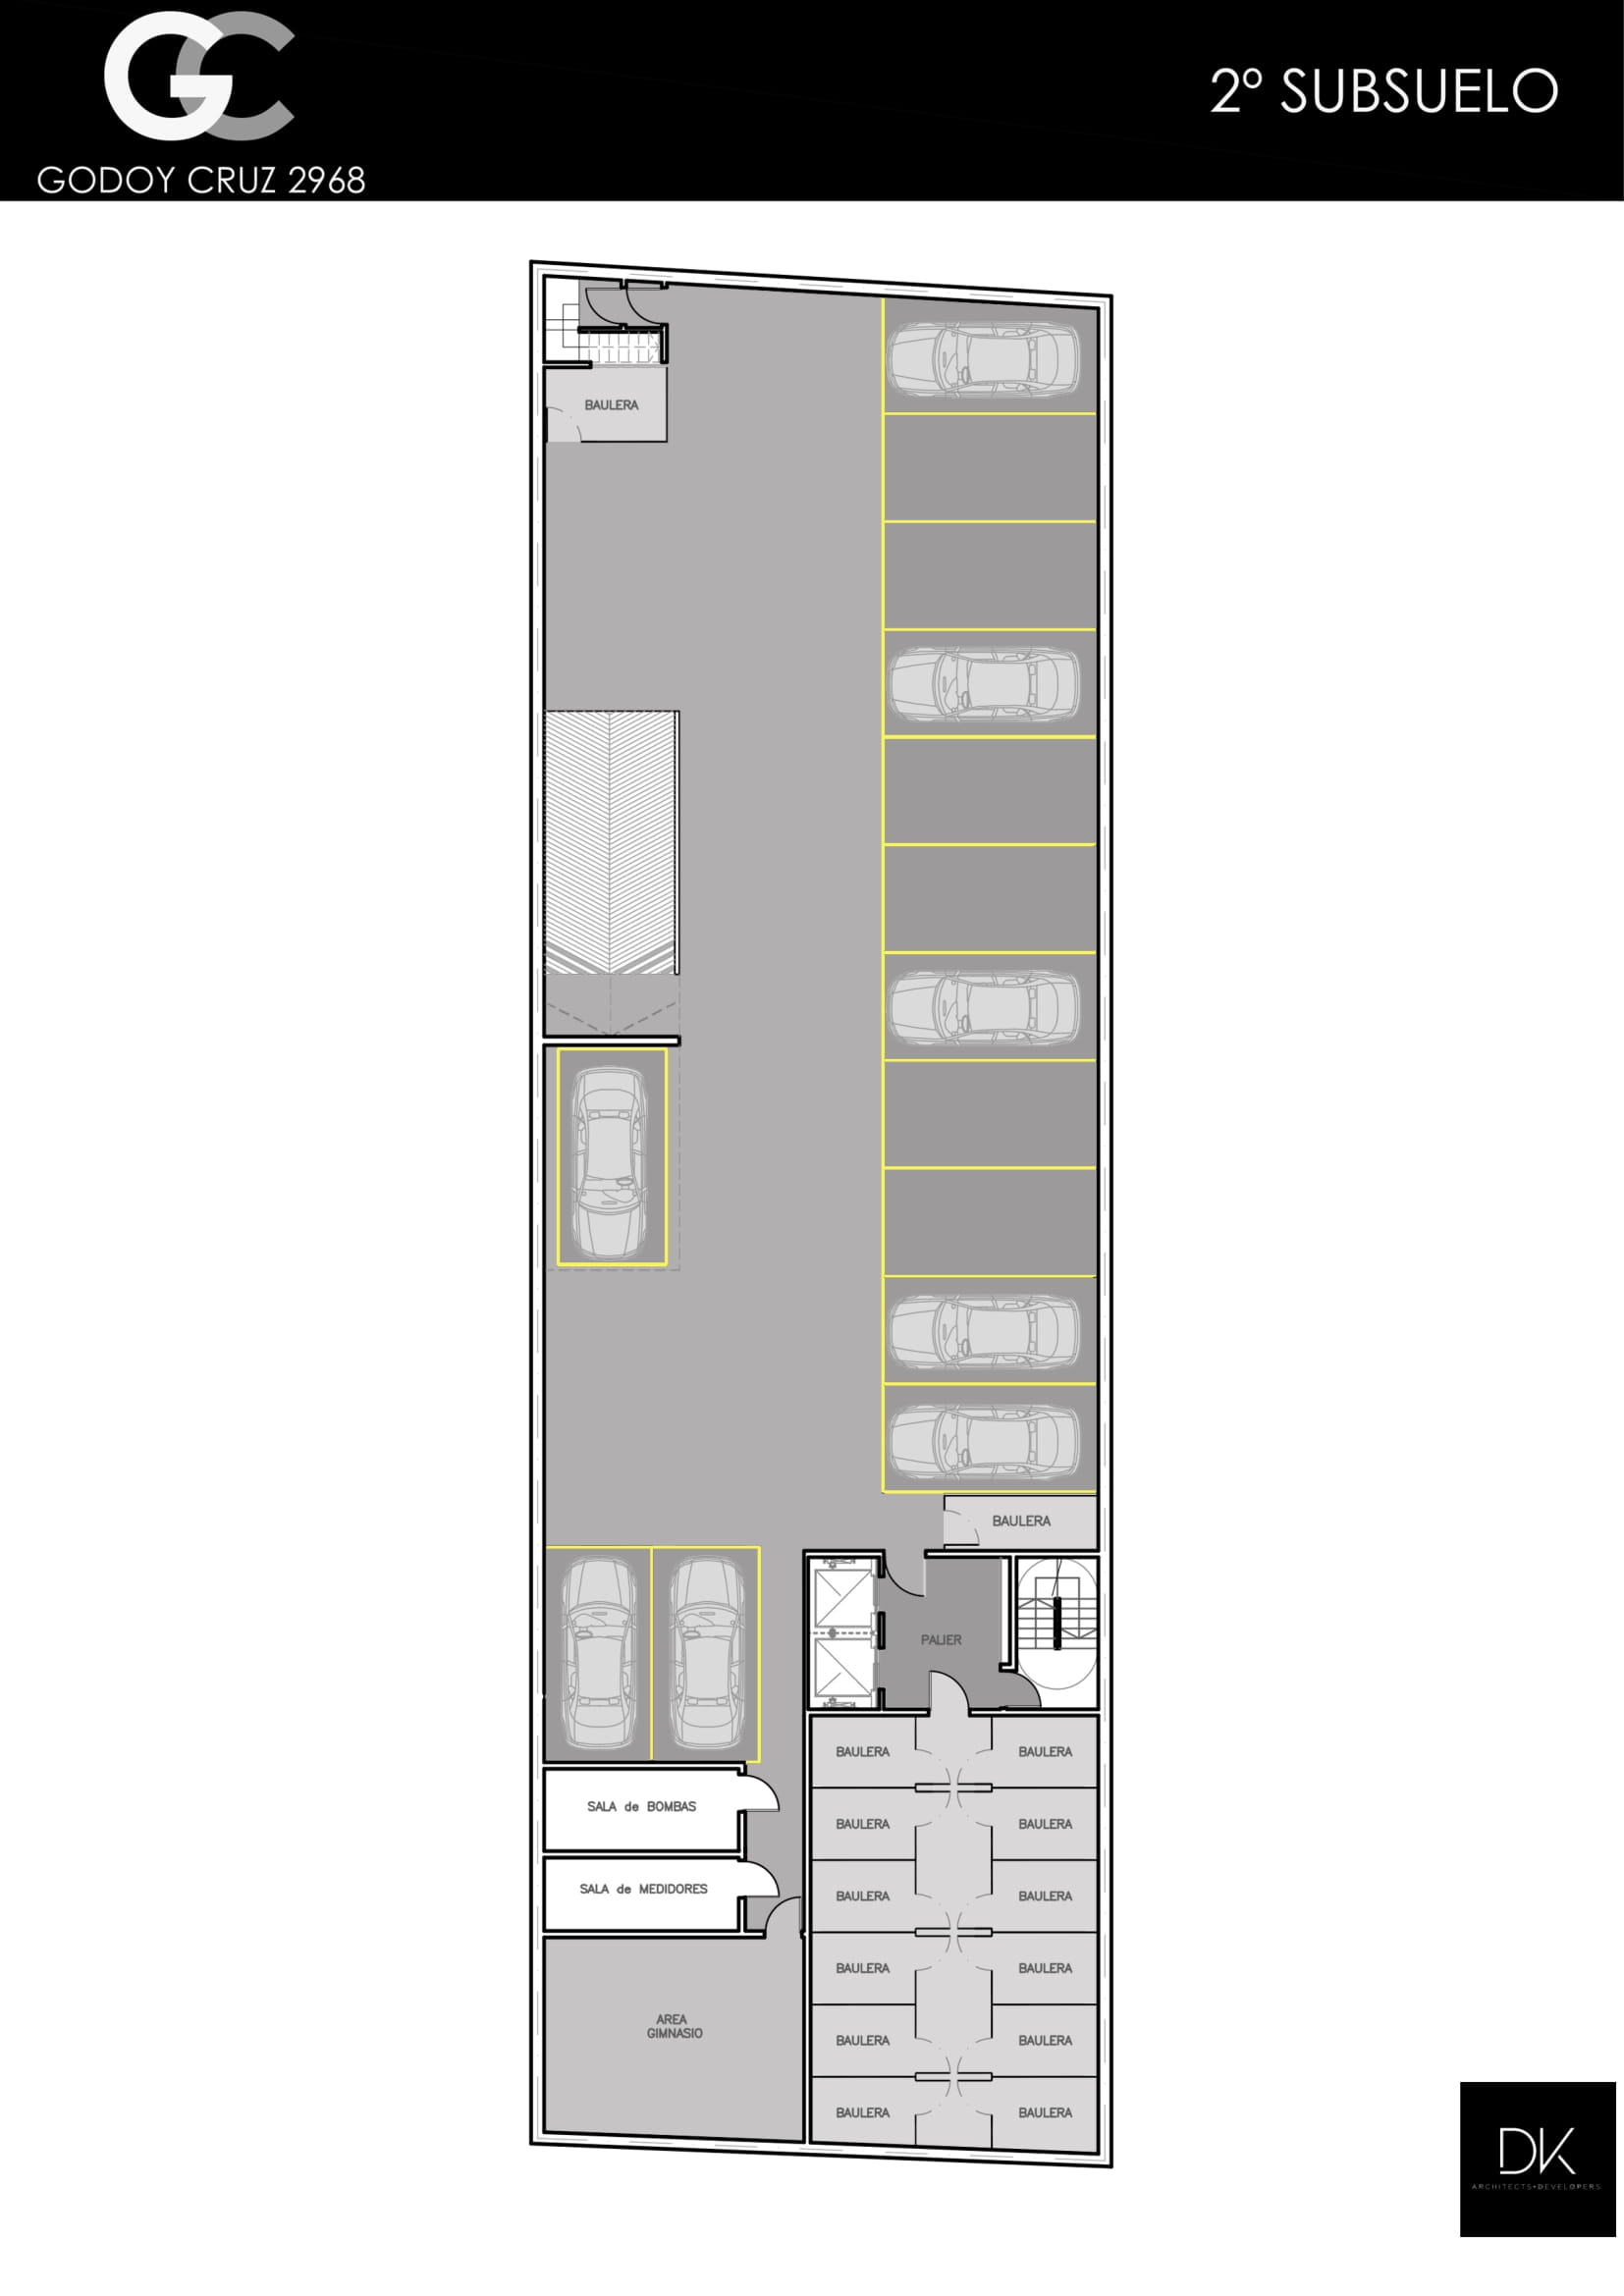 GC
2º SUBSUELO
GODOY CRUZ 2968
BAULERA
BAULERA
PALIER
BAULERA BAULERA
SALA de BOMBAS
BAULERA BAULERA
SALA de MEDIDORES
BAULERA BAULERA
BAULERA BAULERA
AREA
GIMNASIO
BAULERA BAULERA
BAULERA BAULERA
DK
ARCHITECTS+DEVELOPERS